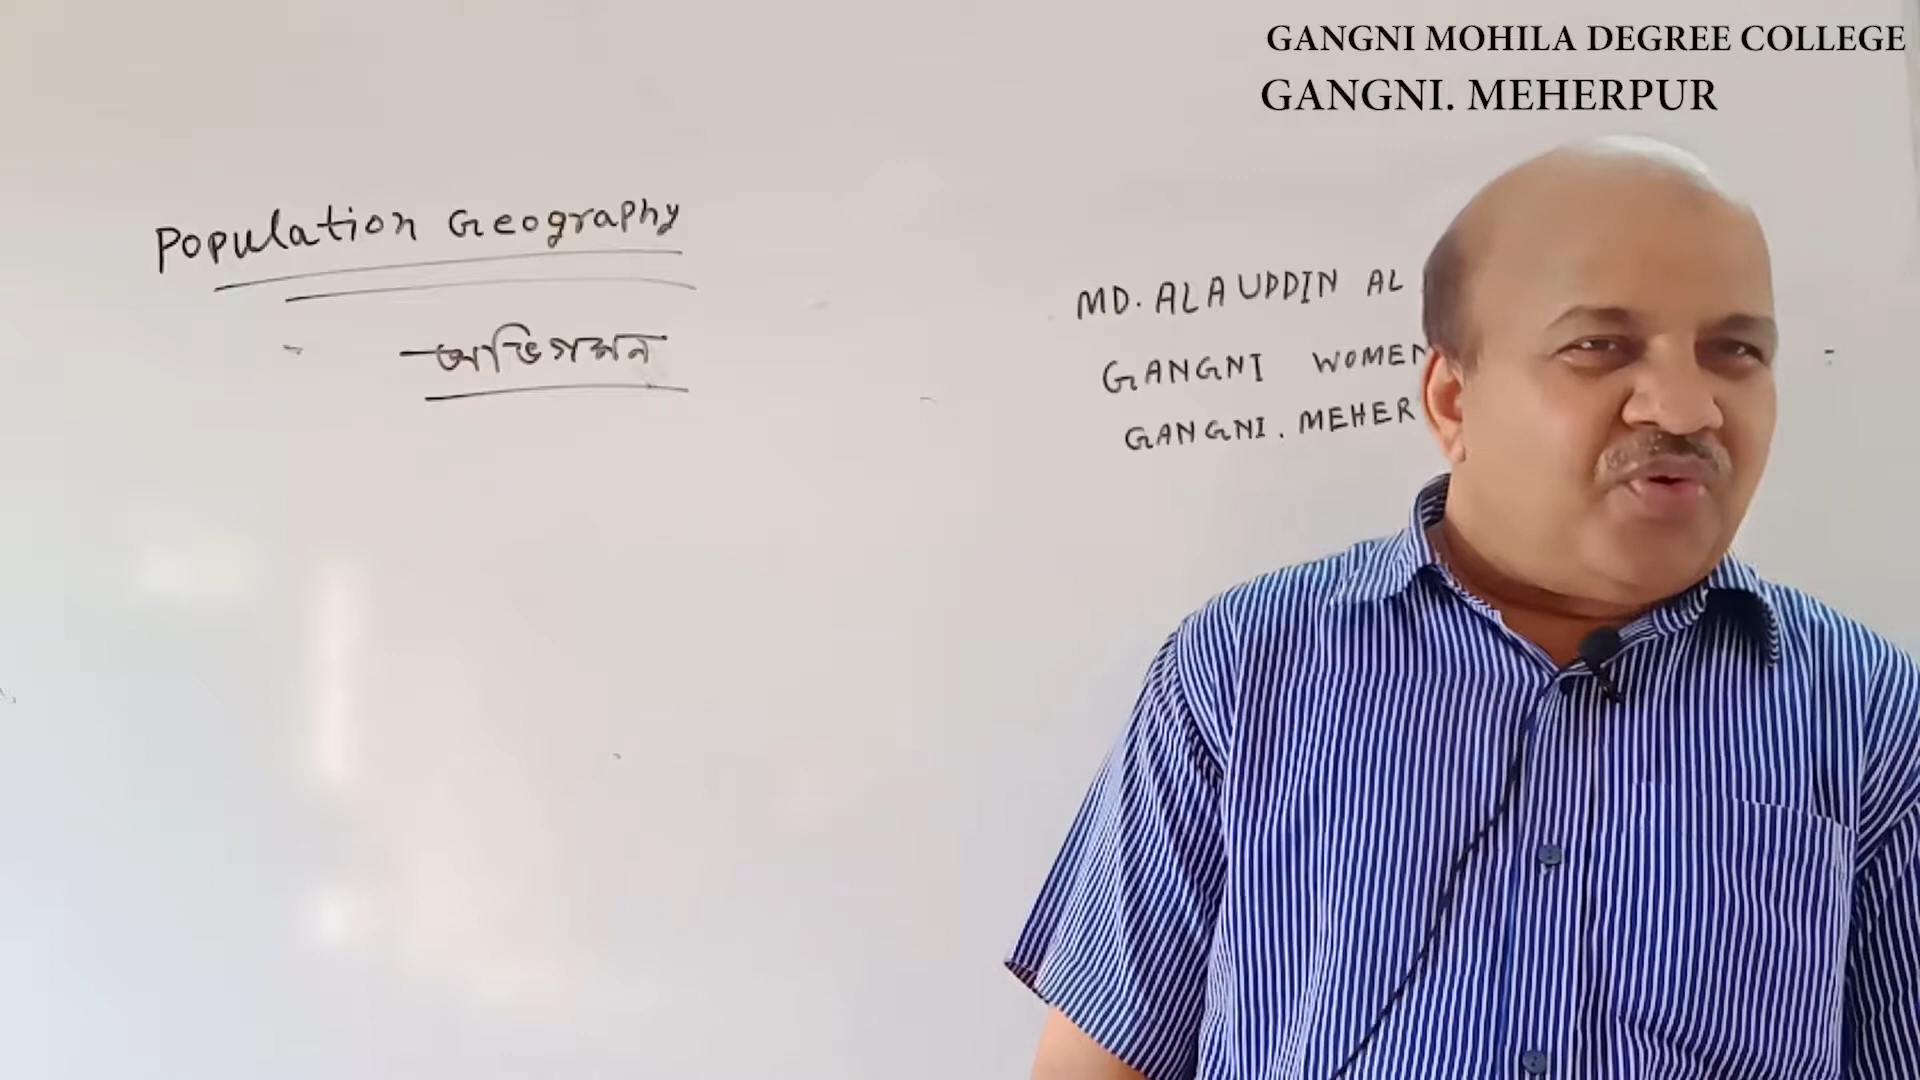 GANGNI MOHILA DEGREE COLLEGE
GANGNI. MEHERPUR
Population Geography
অভিগমন
MD. ALAUDDIN AL
GANGNI WOMEN
GANGNI. MEHER